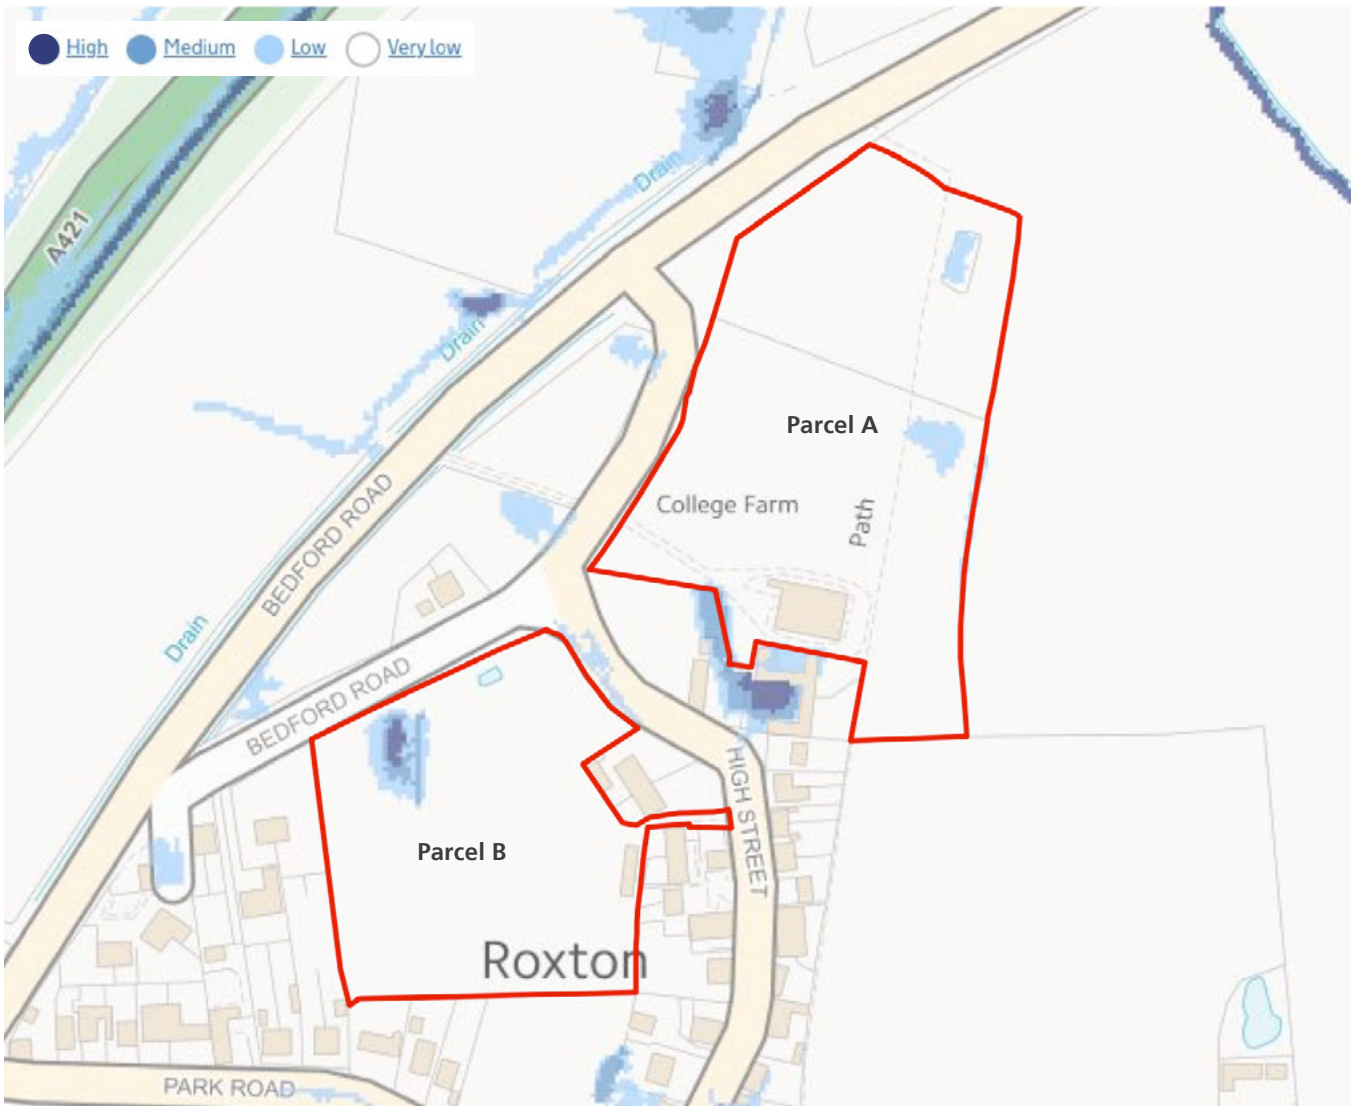 High Medium Low Very low
A421
Drain
Drain
Parcel A
College Farm
Path
BEDFORD ROAD
Drain
BEDFORD ROAD
HIGH STREET
Parcel B
Roxton
PARK ROAD